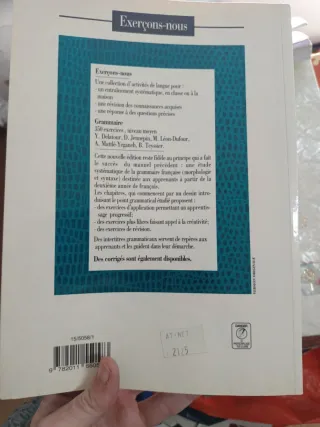 Exerçons-nous
Exerçons-nous
Une collection d'activités de langue pour :
- un entraînement systématique, en classe ou à la
maison
- une révision des connaissances acquises
- une réponse à des questions précises
Grammaire
350 exercices, niveau moyen
Y. Delatour, D. Jennepin, M. Léon-Dufour,
A. Mattlé-Yeganeh, B. Teyssier.
Cette nouvelle édition reste fidèle au principe qui a fait
le succès du manuel précédent : une étude
systématique de la grammaire française (morphologie
et syntaxe) destinée aux apprenants à partir de la
deuxième année de français.
Les chapitres, qui commencent par un dessin intro-
duisant le point grammatical étudié proposent :
- des exercices d'application permettant un apprentis-
sage progressif;
- des exercices plus libres faisant appel à la créativité;
- des exercices de révision.
Des intertitres grammaticaux servent de repères aux
apprenants et les guident dans leur démarche.
Des corrigés sont également disponibles.
15/5058/1
9 782011